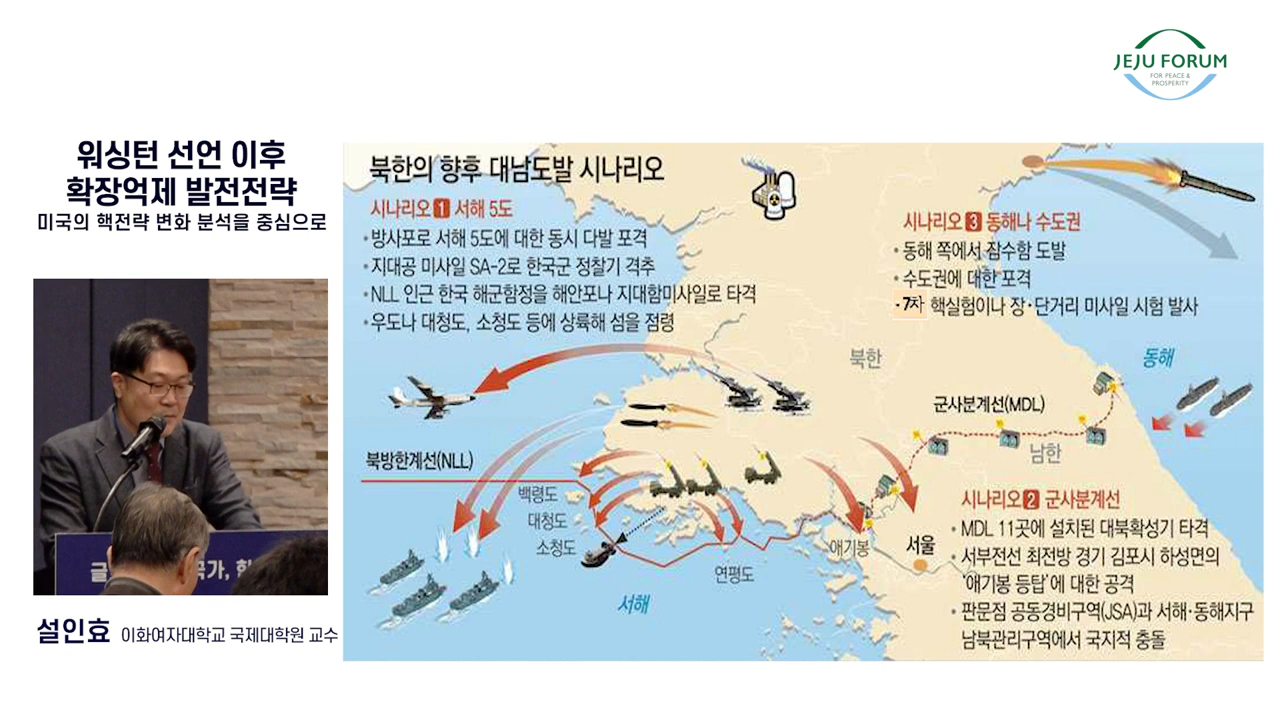 JEJU FORUM
FOR PEACE &
PROSPERITY
워싱턴 선언 이후
확장억제 발전전략
미국의 핵전략 변화 분석을 중심으로
설인효 이화여자대학교 국제대학원 교수
북한의 향후 대남도발 시나리오
시나리오 1 서해 5도
• 방사포로 서해 5도에 대한 동시 다발 포격
• 지대공 미사일 SA-2로 한국군 정찰기 격추
• NLL 인근 한국 해군함정을 해안포나 지대함미사일로 타격
• 우도나 대청도, 소청도 등에 상륙해 섬을 점령
시나리오 3 동해나 수도권
• 동해 쪽에서 잠수함 도발
• 수도권에 대한 포격
• 7차 핵실험이나 장·단거리 미사일 시험 발사
북한
동해
군사분계선(MDL)
남한
북방한계선(NLL)
백령도
대청도
소청도
연평도
서해
애기봉
서울
시나리오 2 군사분계선
• MDL 11곳에 설치된 대북확성기 타격
• 서부전선 최전방 경기 김포시 하성면의
'애기봉 등탑'에 대한 공격
• 판문점 공동경비구역(JSA)과 서해·동해지구
남북관리구역에서 국지적 충돌